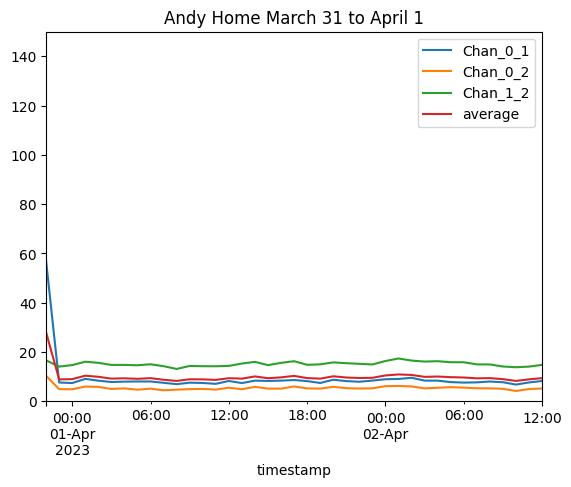 Andy Home March 31 to April 1
Chan_0_1
Chan_0_2
Chan_1_2
average
140
120
100
80
60
40
20
0
00:00
01-Apr
2023
06:00
12:00
18:00
00:00
02-Apr
06:00
12:00
timestamp